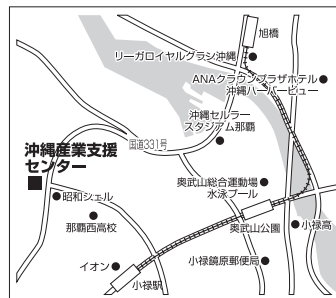 旭橋
リーガロイヤルグラン沖縄
ANAクラウンプラザホテル
沖縄ハーバービュー
沖縄セルラー
スタジアム那覇
国道331号
沖縄産業支援
センター
奥武山総合運動場
水泳プール
昭和シェル
那覇西高校
奥武山公園
小禄高
イオン
小禄鏡原郵便局
小禄駅